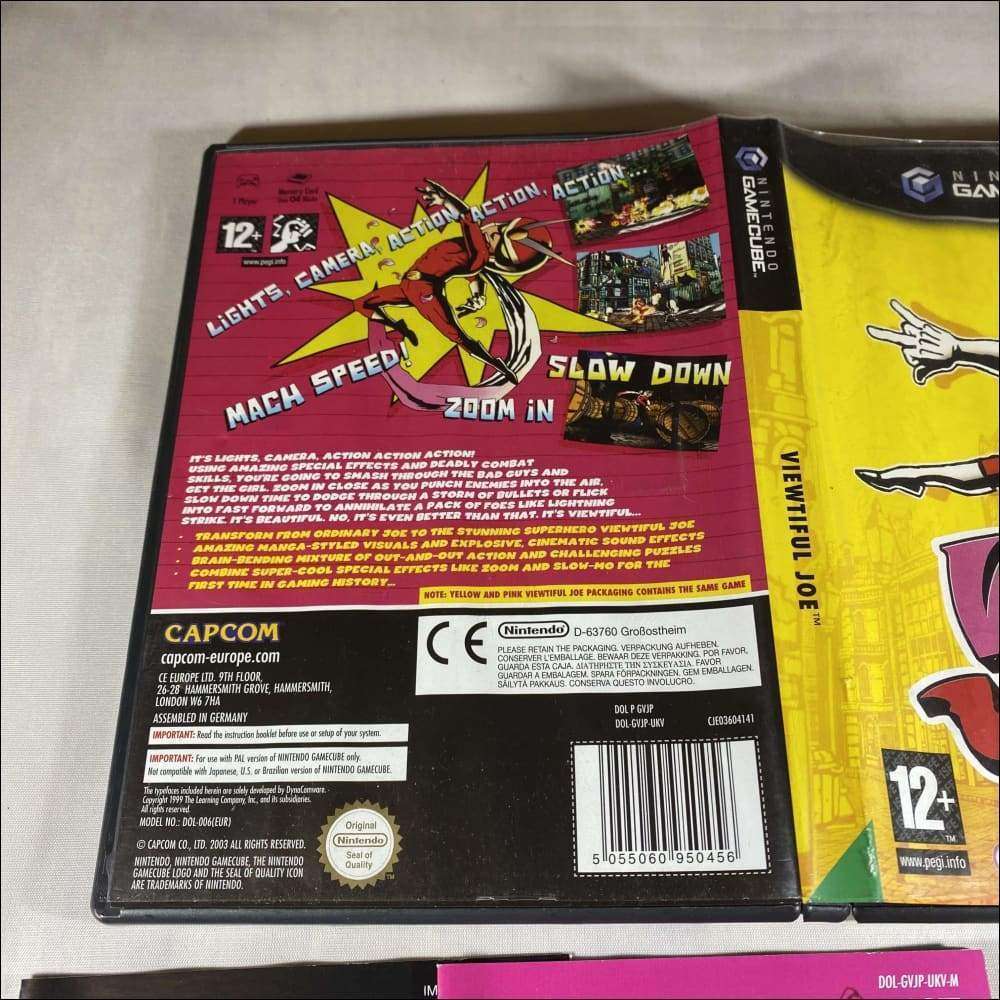 1 Player
Memory Card
Uses 04 Blocks
12+
www.pegi.info
LiGHTS, CAMERA, ACTiON, ACTiON, ACTiON...
MACH SPEED!
ZOOM iN
SLOW DOWN
IT'S LIGHTS, CAMERA, ACTION ACTION ACTION!
USING AMAZING SPECIAL EFFECTS AND DEADLY COMBAT
SKILLS, YOU'RE GOING TO SMASH THROUGH THE BAD GUYS AND
GET THE GIRL. ZOOM IN CLOSE AS YOU PUNCH ENEMIES INTO THE AIR,
SLOW DOWN TIME TO DODGE THROUGH A STORM OF BULLETS OR FLICK
INTO FAST FORWARD TO ANNIHILATE A PACK OF FOES LIKE LIGHTNING
STRIKE. IT'S BEAUTIFUL. NO, IT'S EVEN BETTER THAN THAT. IT'S VIEWTIFUL...
· TRANSFORM FROM ORDINARY JOE TO THE STUNNING SUPERHERO VIEWTIFUL JOE
· AMAZING MANGA-STYLED VISUALS AND EXPLOSIVE, CINEMATIC SOUND EFFECTS
· BRAIN-BENDING MIXTURE OF OUT-AND-OUT ACTION AND CHALLENGING PUZZLES
· COMBINE SUPER-COOL SPECIAL EFFECTS LIKE ZOOM AND SLOW-MO FOR THE
FIRST TIME IN GAMING HISTORY...
NOTE: YELLOW AND PINK VIEWTIFUL JOE PACKAGING CONTAINS THE SAME GAME
CAPCOM
capcom-europe.com
CE EUROPE LTD. 9TH FLOOR,
26-28 HAMMERSMITH GROVE, HAMMERSMITH,
LONDON W6 7HA
ASSEMBLED IN GERMANY
IMPORTANT: Read the instruction booklet before use or setup of your system.
IMPORTANT: For use with PAL version of NINTENDO GAMECUBE only.
Not compatible with Japanese, U.S. or Brazilian version of NINTENDO GAMECUBE.
The typefaces included herein are solely developed by DynaComware.
Copyright 1999 The Learning Company, Inc., and its subsidiaries.
All rights reserved.
MODEL NO.: DOL-006(EUR)
© CAPCOM CO., LTD. 2003 ALL RIGHTS RESERVED.
NINTENDO, NINTENDO GAMECUBE, THE NINTENDO
GAMECUBE LOGO AND THE SEAL OF QUALITY ICON
ARE TRADEMARKS OF NINTENDO.
Original
Nintendo
Seal of
Quality
CE
Nintendo D-63760 Großostheim
PLEASE RETAIN THE PACKAGING. VERPACKUNG AUFHEBEN.
CONSERVER L'EMBALLAGE. BEWAAR DEZE VERPAKKING. POR FAVOR,
GUARDA ESTA CAJA. ΔΙΑΤΗΡΗΣΤΕ ΤΗΝ ΣΥΣΚΕΥΑΣΙΑ. FAVOR
GUARDAR A EMBALAGEM. SPARA FÖRPACKNINGEN. GEM EMBALLAGEN.
SÄILYTÄ PAKKAUS. CONSERVA QUESTO INVOLUCRO.
DOL P GVJP
DOL-GVJP-UKV
CJE03604141
5 055060 950456
NINTENDO
GAMECUBE™
VIEWTIFUL JOE™
NIN
GA
12+
™
www.pegi.info
IM
DOL-GVJP-UKV-M